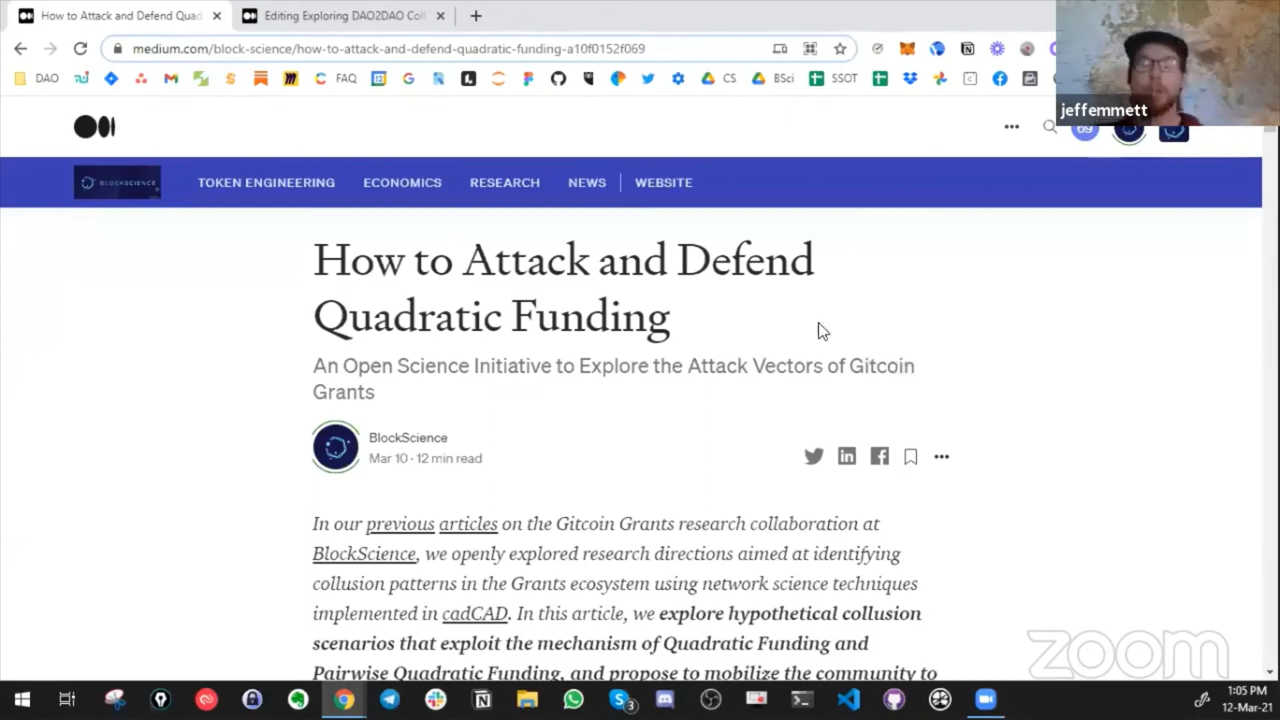 How to Attack and Defend Quad
Editing Exploring DAO2DAO Coll
medium.com/block-science/how-to-attack-and-defend-quadratic-funding-a10f0152f069
DAO
FAQ
CS
BSci
SSOT
jeffemmett
69
BLOCKSCIENCE
TOKEN ENGINEERING
ECONOMICS
RESEARCH
NEWS
WEBSITE
How to Attack and Defend
Quadratic Funding
An Open Science Initiative to Explore the Attack Vectors of Gitcoin
Grants
BlockScience
Mar 10 · 12 min read
In our previous articles on the Gitcoin Grants research collaboration at
BlockScience, we openly explored research directions aimed at identifying
collusion patterns in the Grants ecosystem using network science techniques
implemented in cadCAD. In this article, we explore hypothetical collusion
scenarios that exploit the mechanism of Quadratic Funding and
Pairwise Quadratic Funding, and propose to mobilize the community to
zoom
3
1:05 PM
12-Mar-21